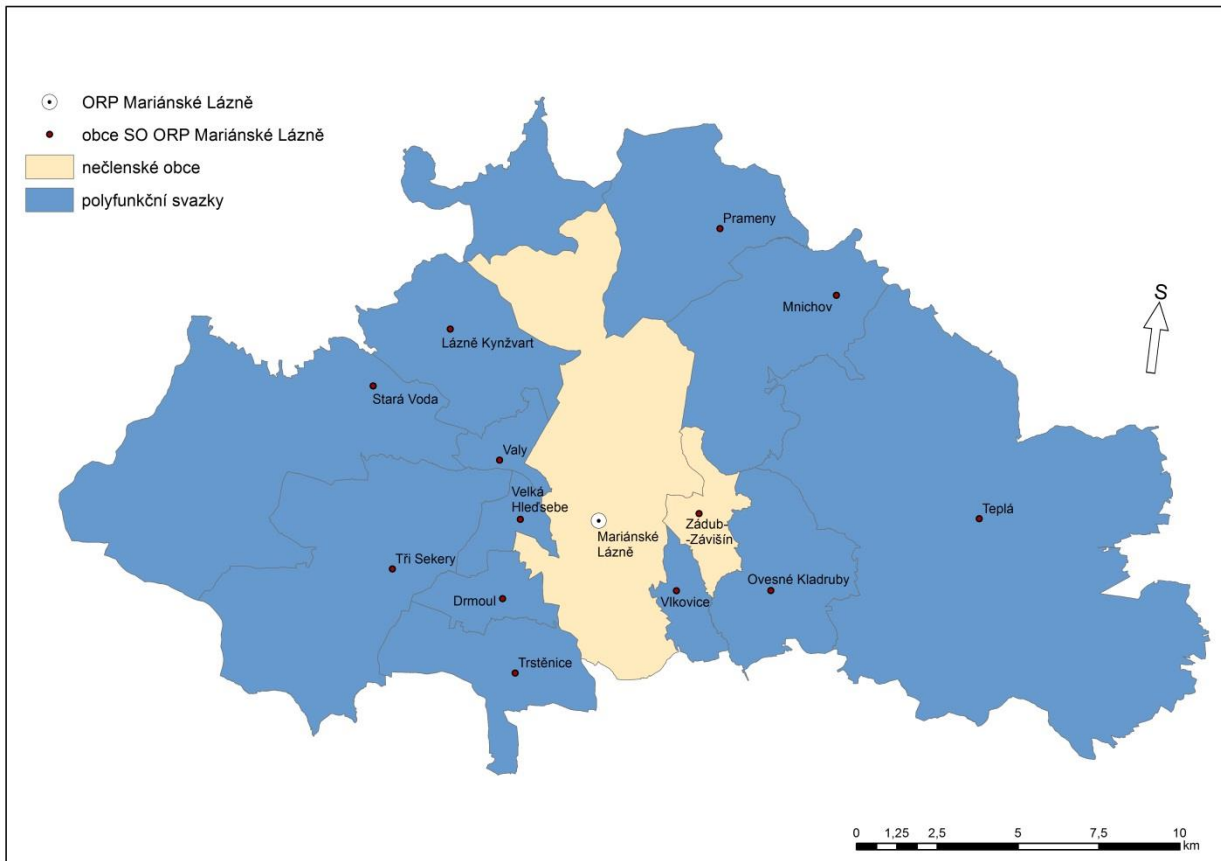 ORP Mariánské Lázně
obce SO ORP Mariánské Lázně
nečlenské obce
polyfunkční svazky
Prameny
Mnichov
S
Lázně Kynžvart
Stará Voda
Valy
Velká
Hleďsebe
Mariánské
Lázně
Zádub-
-Závišín
Teplá
Tři Sekery
Drmoul
Vlkovice
Ovesné Kladruby
Trstěnice
0 1,25 2,5 5 7,5 10
km